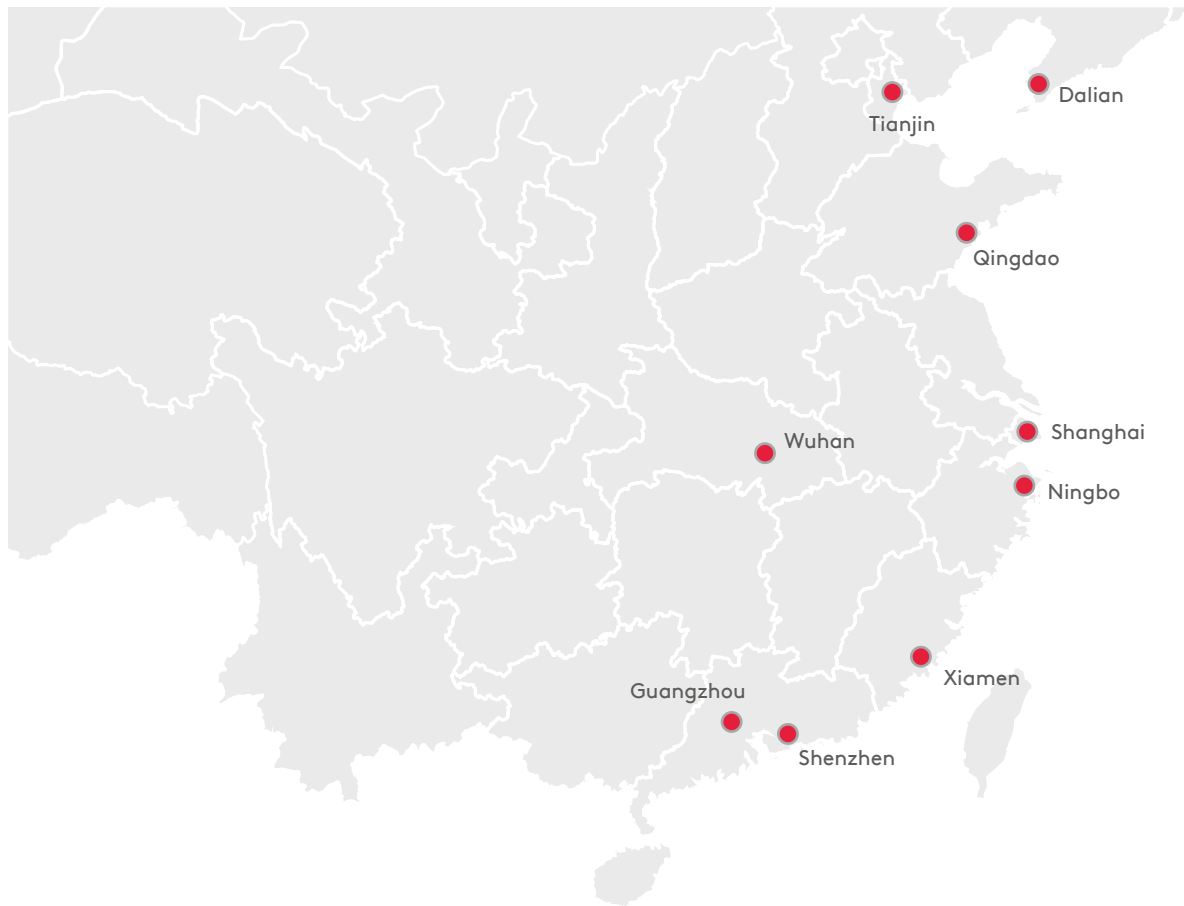 Dalian
Tianjin
Qingdao
Shanghai
Wuhan
Ningbo
Xiamen
Guangzhou
Shenzhen